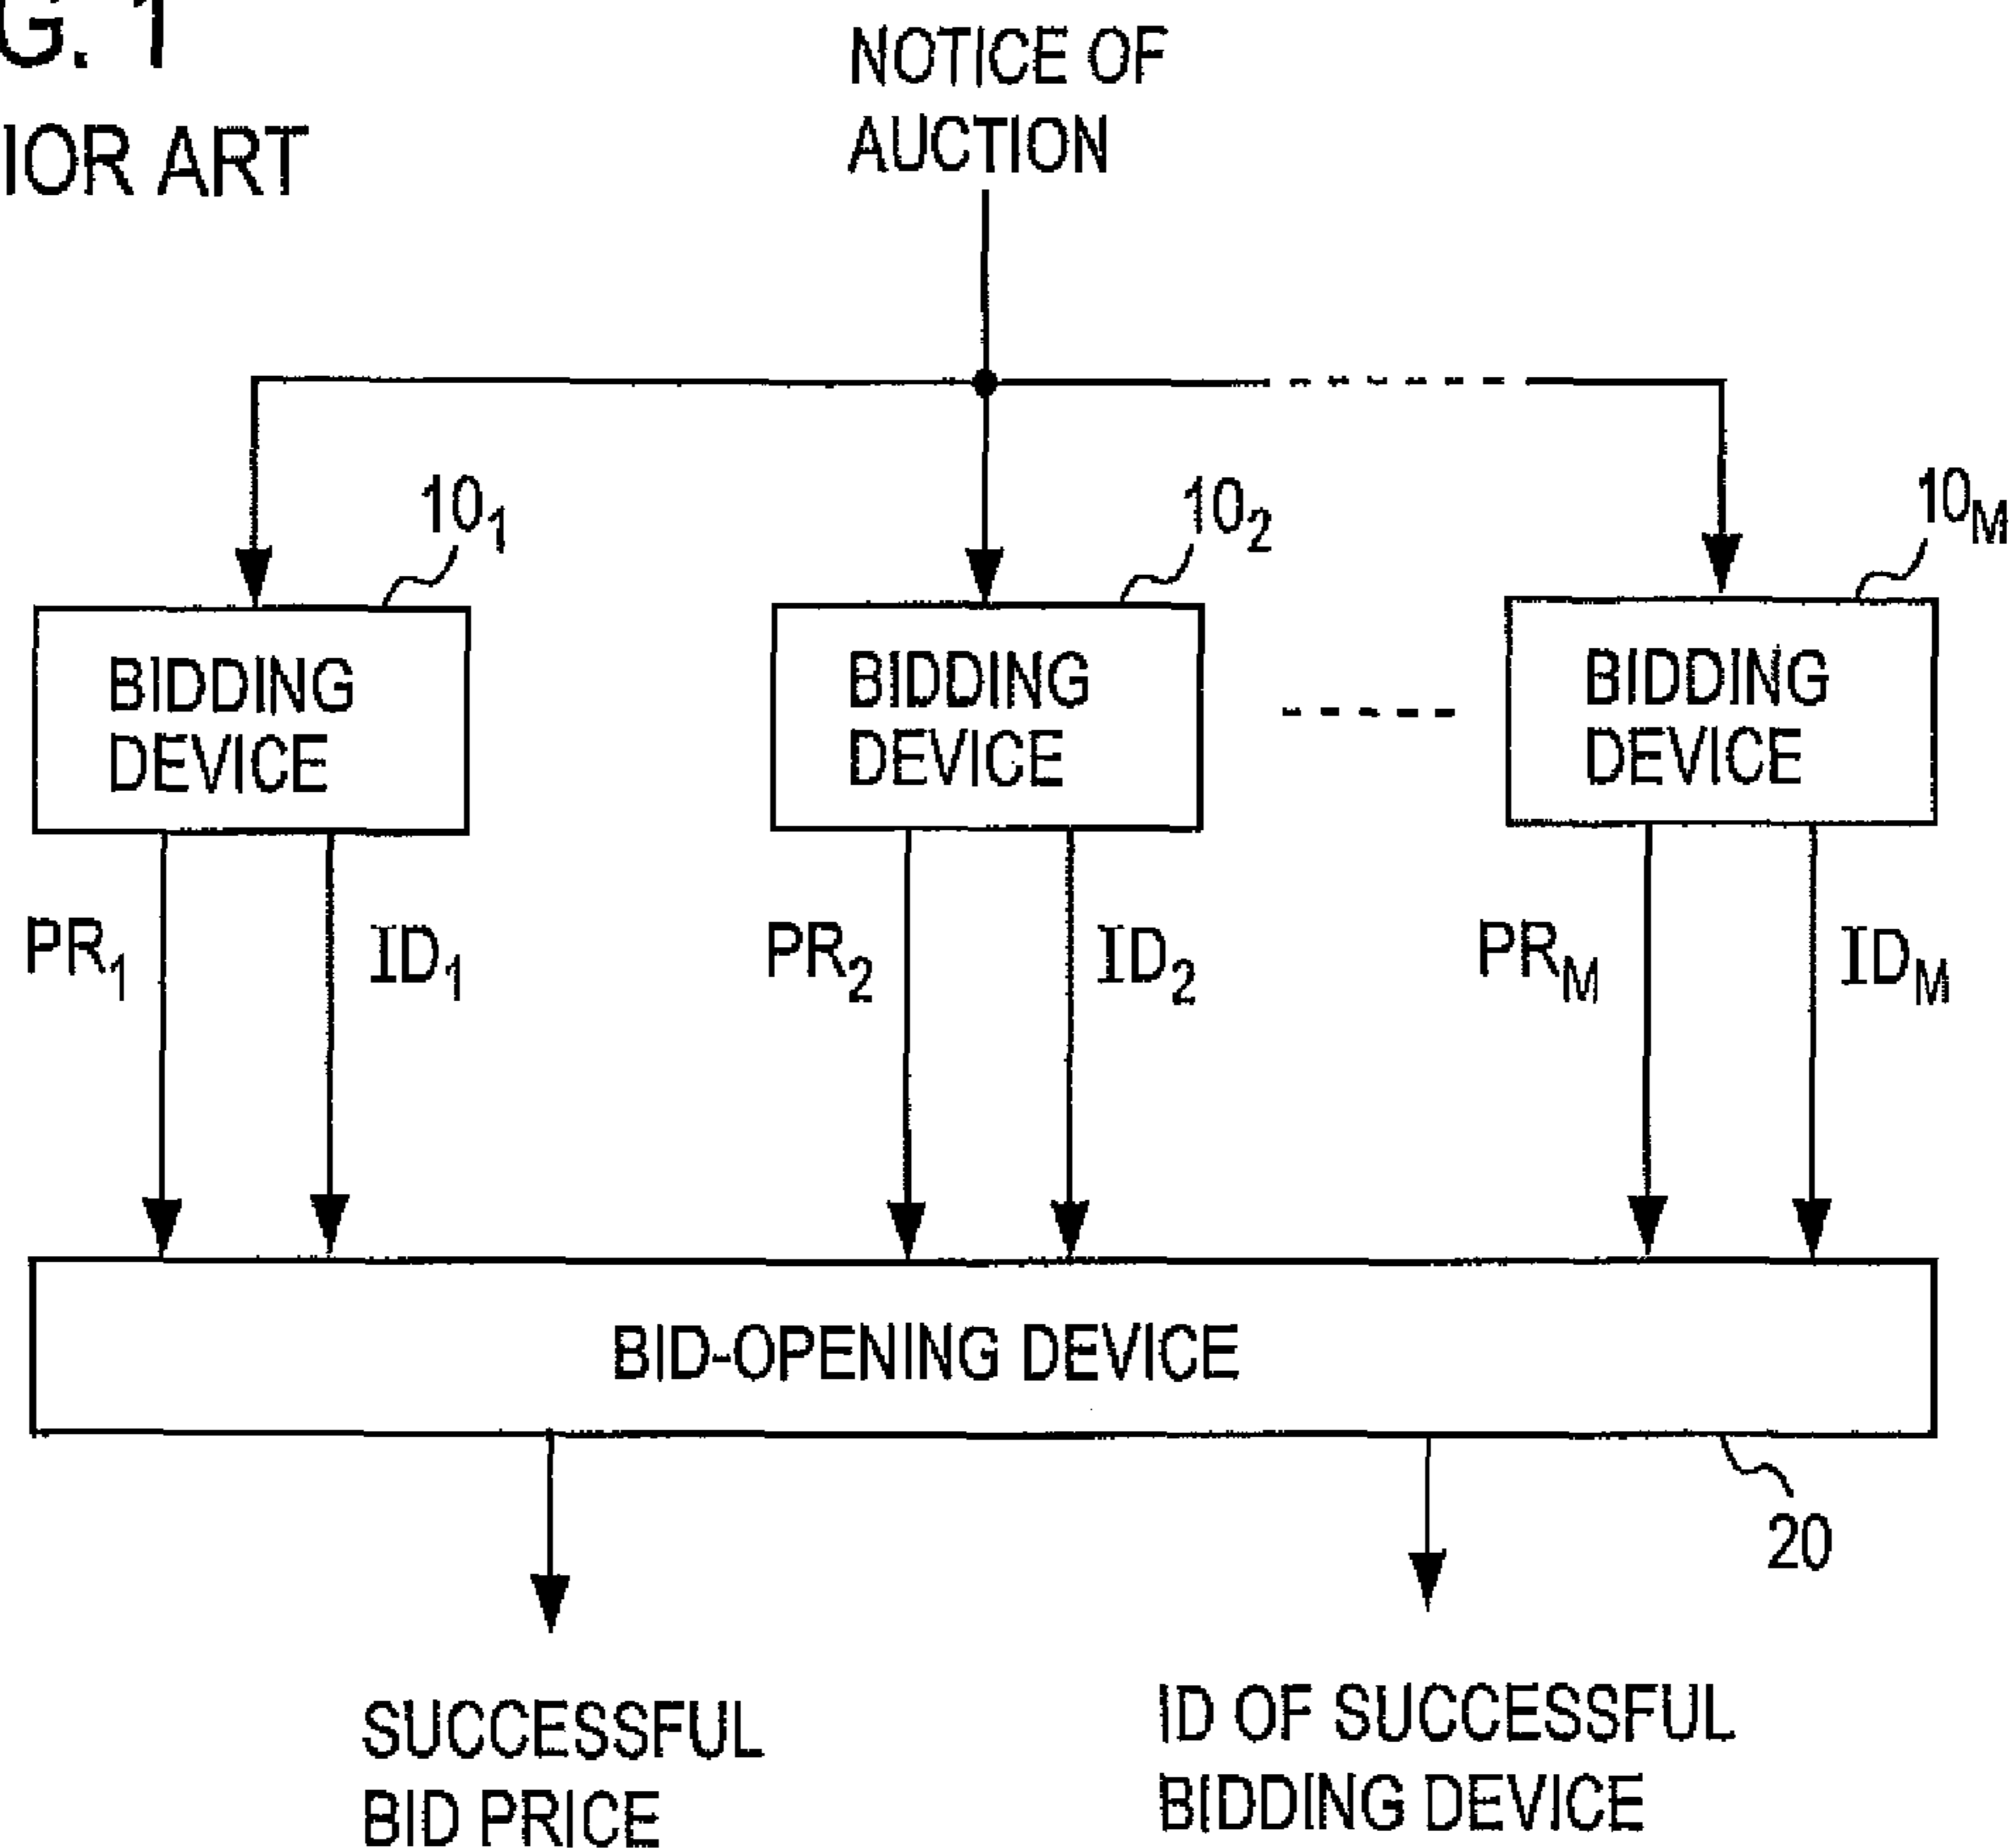 G. 1
IOR ART
NOTICE OF
AUCTION
10₁
10₂
10M
BIDDING
DEVICE
BIDDING
DEVICE
BIDDING
DEVICE
PR₁
ID₁
PR₂
ID₂
PRM
IDM
BID-OPENING DEVICE
20
SUCCESSFUL
BID PRICE
ID OF SUCCESSFUL
BIDDING DEVICE